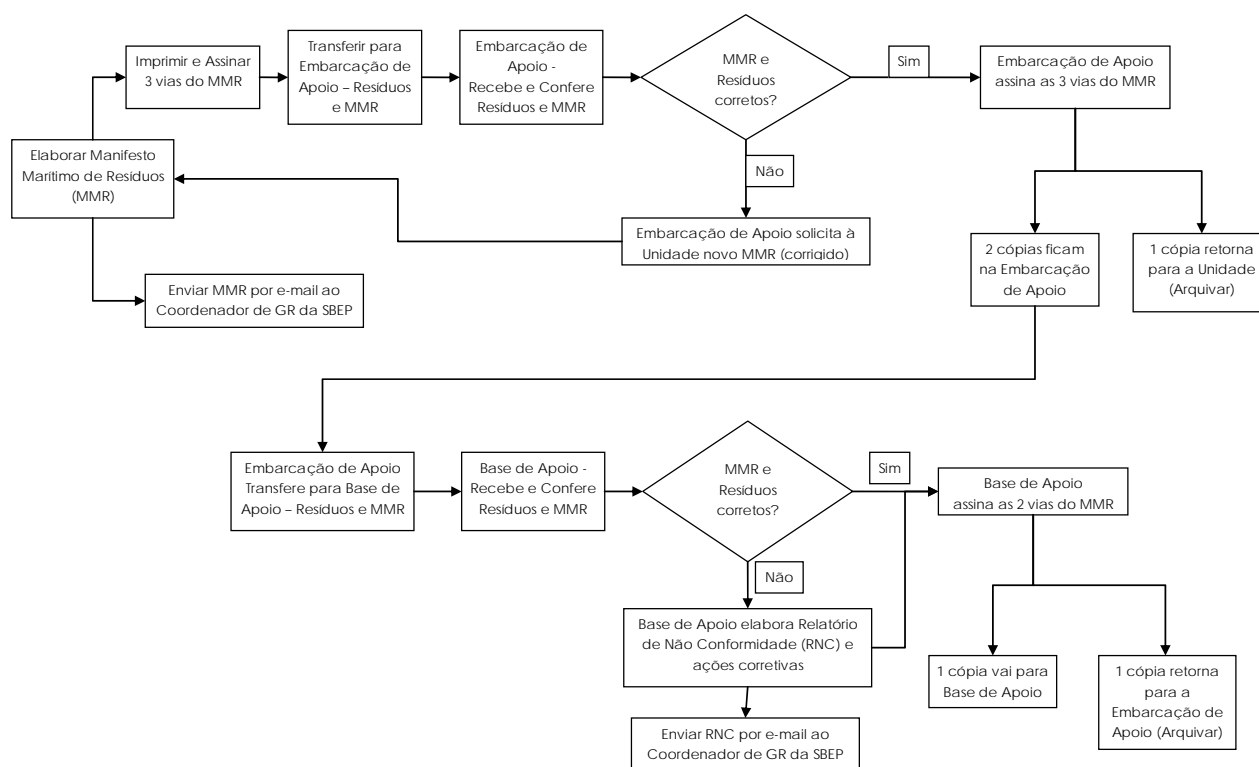 Imprimir e Assinar
3 vias do MMR
Transferir para
Embarcação de
Apoio – Resíduos
e MMR
Embarcação de
Apoio -
Recebe e Confere
Resíduos e MMR
MMR e
Resíduos
corretos?
Sim
Embarcação de Apoio
assina as 3 vias do MMR
Elaborar Manifesto
Marítimo de Resíduos
(MMR)
Não
Embarcação de Apoio solicita à
Unidade novo MMR (corrigido)
2 cópias ficam
na Embarcação
de Apoio
1 cópia retorna
para a Unidade
(Arquivar)
Enviar MMR por e-mail ao
Coordenador de GR da SBEP
Embarcação de Apoio
Transfere para Base de
Apoio – Resíduos e MMR
Base de Apoio -
Recebe e Confere
Resíduos e MMR
MMR e
Resíduos
corretos?
Sim
Base de Apoio
assina as 2 vias do MMR
Não
Base de Apoio elabora Relatório
de Não Conformidade (RNC) e
ações corretivas
1 cópia vai para
Base de Apoio
1 cópia retorna
para a
Embarcação de
Apoio (Arquivar)
Enviar RNC por e-mail ao
Coordenador de GR da SBEP